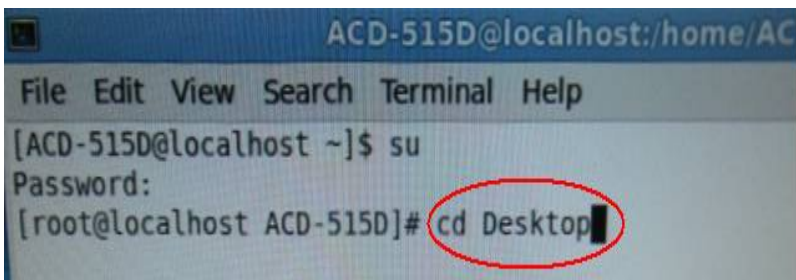 ACD-515D@localhost:/home/AC
File Edit View Search Terminal Help
[ACD-515D@localhost ~]$ su
Password:
[root@localhost ACD-515D]# cd Desktop